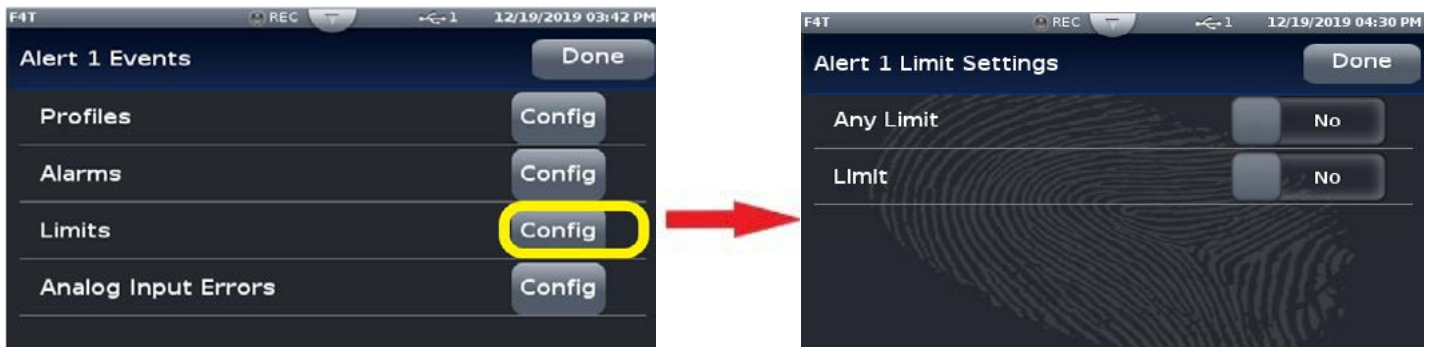 F4T REC 1 12/19/2019 03:42 PM
Alert 1 Events Done
Profiles Config
Alarms Config
Limits Config
Analog Input Errors Config
F4T REC 1 12/19/2019 04:30 PM
Alert 1 Limit Settings Done
Any Limit No
Limit No